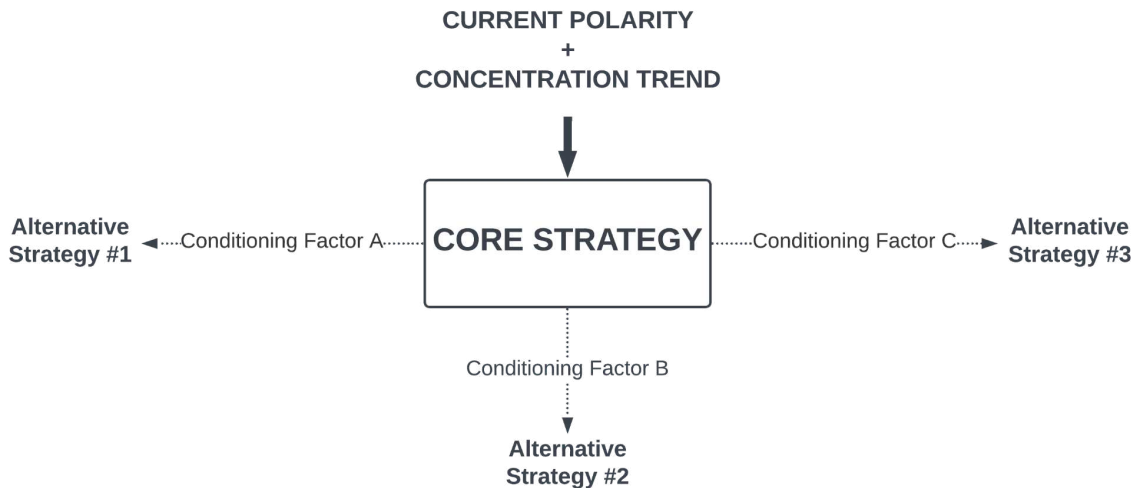 CURRENT POLARITY
+
CONCENTRATION TREND
Alternative
Strategy #1
Conditioning Factor A
CORE STRATEGY
Conditioning Factor C
Alternative
Strategy #3
Conditioning Factor B
Alternative
Strategy #2